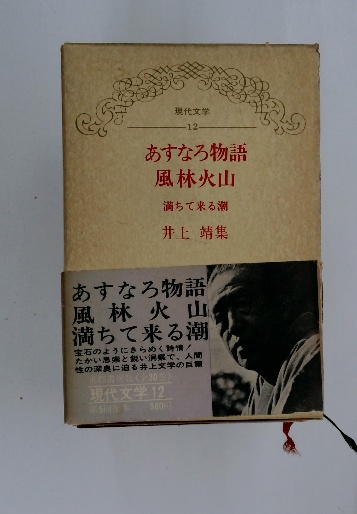 現代文学
12
あすなろ物語
風林火山
満ちて来る潮
井上 靖集
あすなろ物語
風林火山
満ちて来る潮
宝石のようにきらめく詩情！
たかい思索と鋭い洞察で、人間
性の深奥に迫る井上文学の巨篇
現代文学12